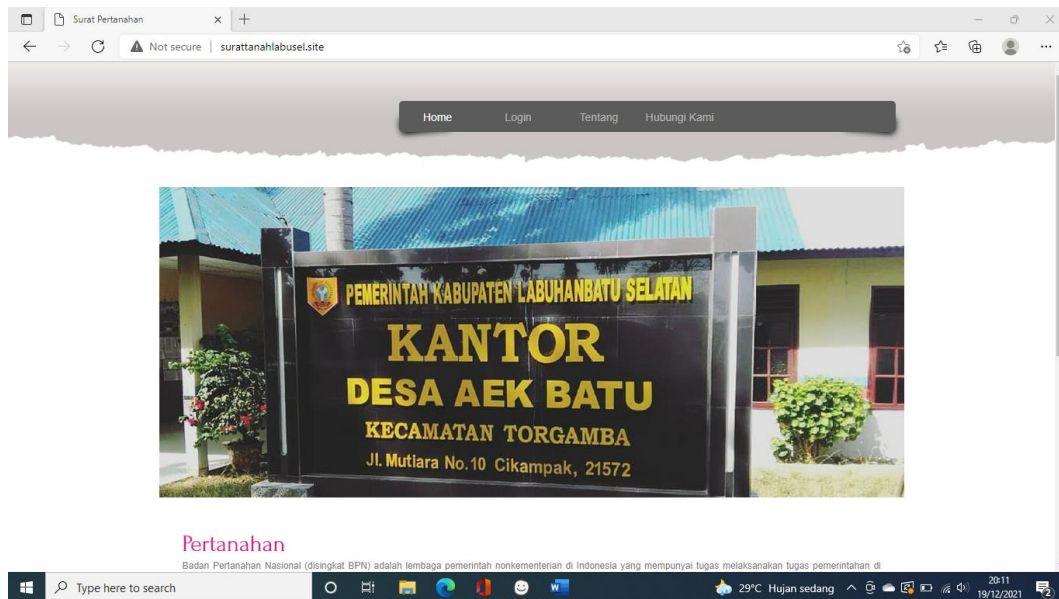 Surat Pertanahan
Not secure | surattanahlabusel.site
Home Login Tentang Hubungi Kami
PEMERINTAH KABUPATEN LABUHANBATU SELATAN
KANTOR
DESA AEK BATU
KECAMATAN TORGAMBA
Jl. Mutiara No.10 Cikampak, 21572
Pertanahan
Badan Pertanahan Nasional (disingkat BPN) adalah lembaga pemerintah nonkementerian di Indonesia yang mempunyai tugas melaksanakan tugas pemerintahan di
Type here to search
29°C Hujan sedang
20:11
19/12/2021